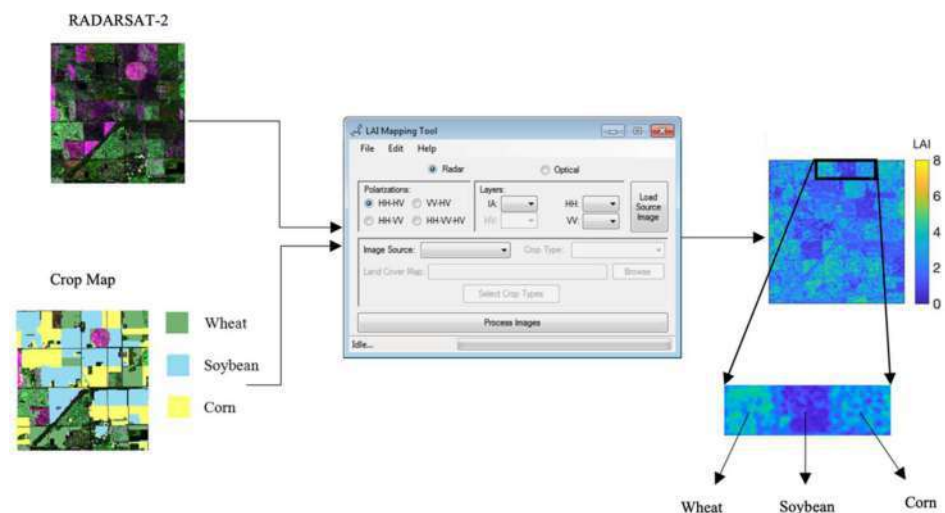 RADARSAT-2
LAI Mapping Tool
File Edit Help
Radar Optical
Polarizations: Layers:
HH-HV VV-HV IA: HH: Load
HH-VV HH-VV-HV HV: VV: Source
Image
Image Source: Crop Type:
Land Cover Map: Browse
Select Crop Types
Process Images
Idle...
LAI
8
6
4
2
0
Crop Map
Wheat
Soybean
Corn
Wheat Soybean Corn